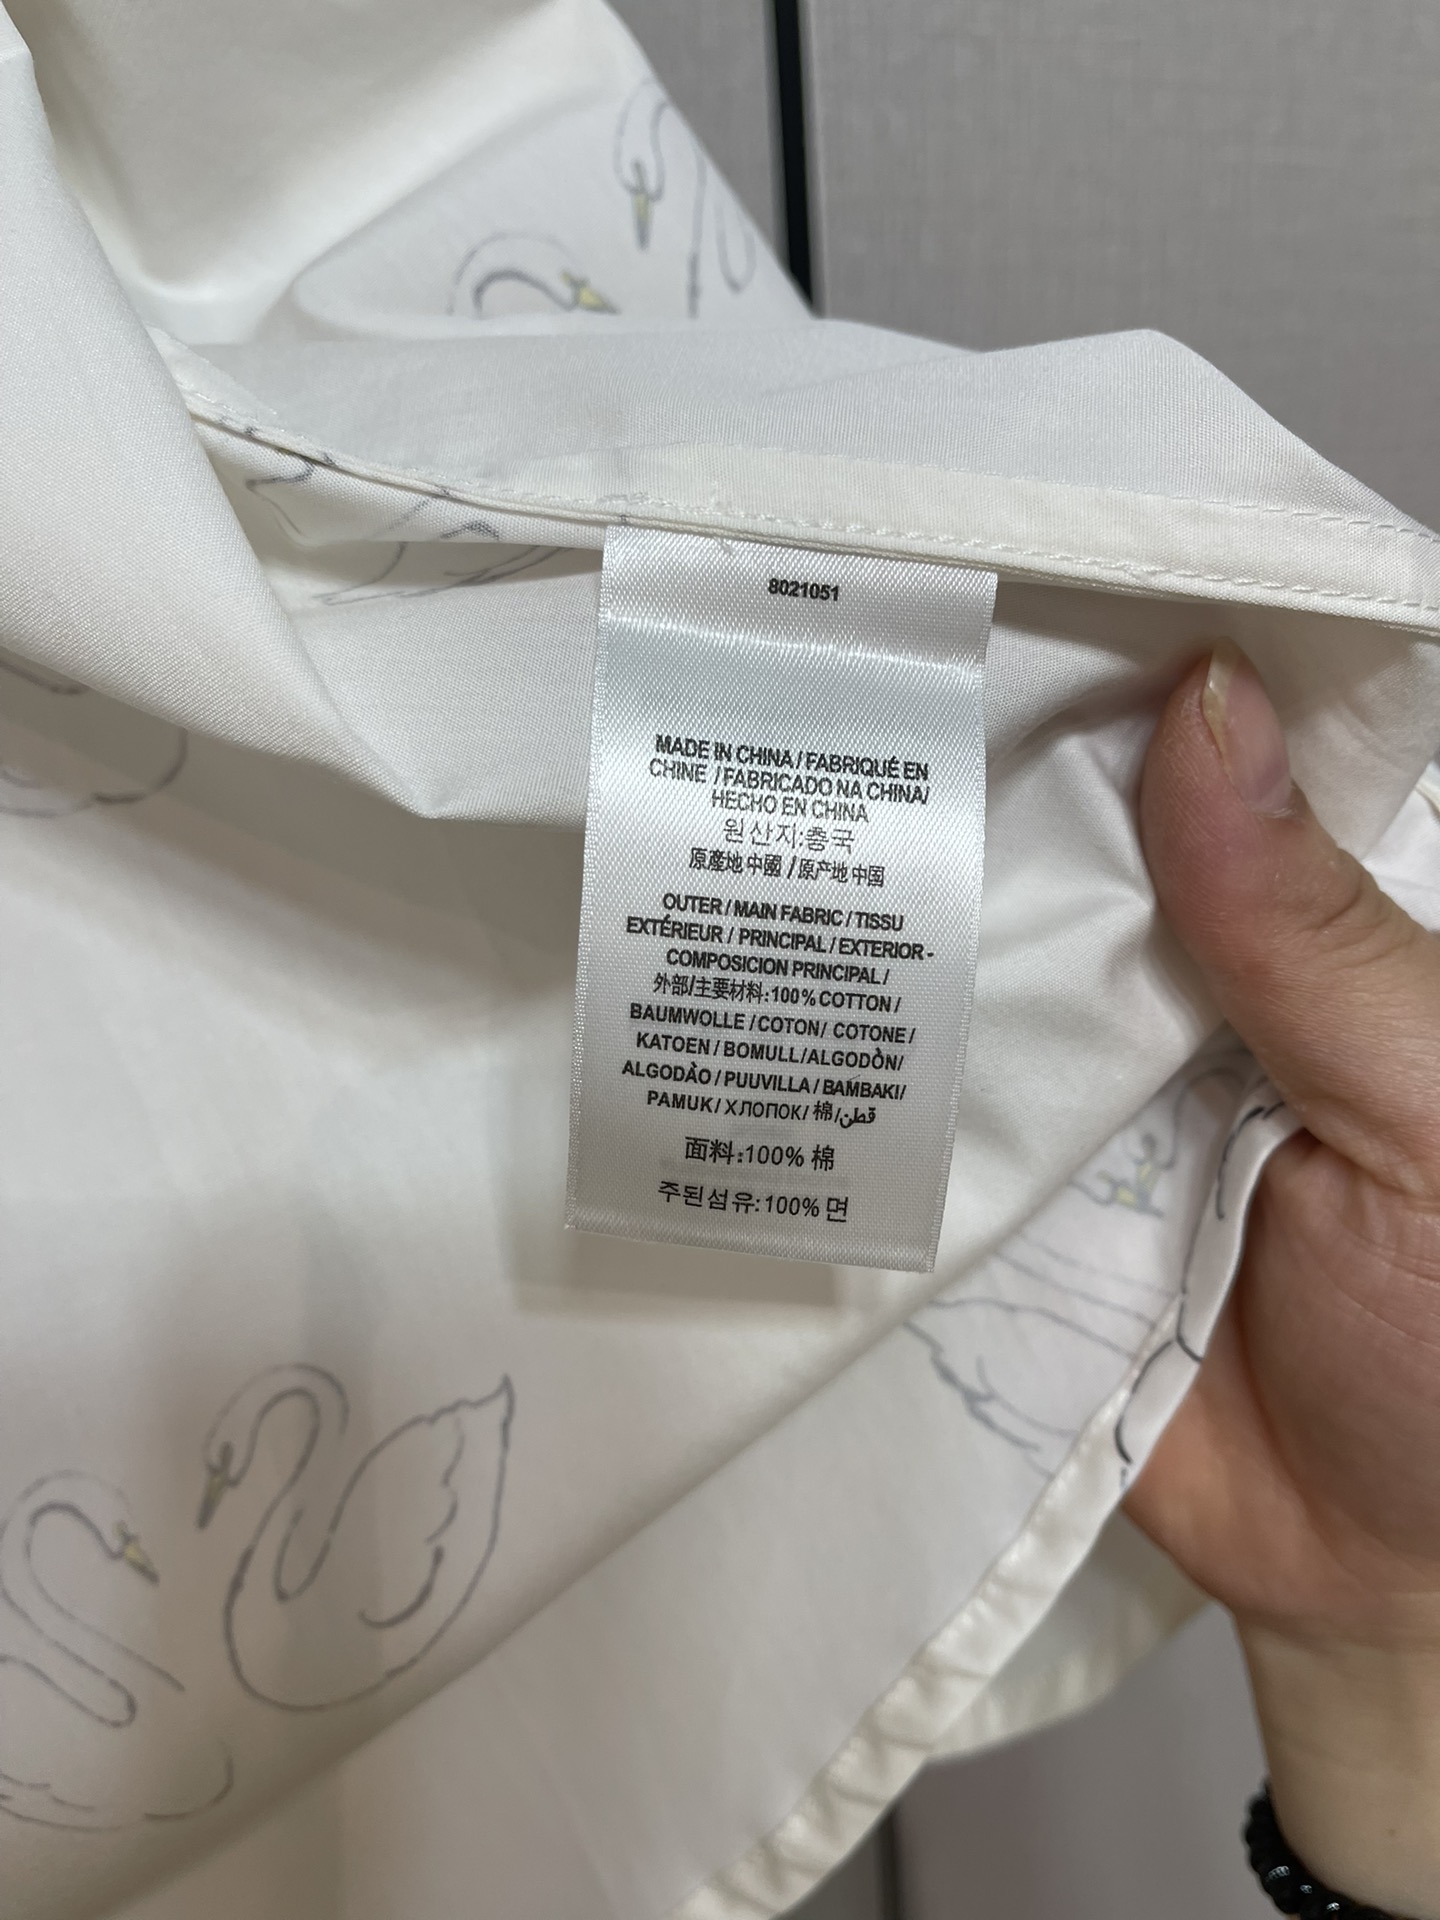 8021051
MADE IN CHINA / FABRIQUÉ EN
CHINE / FABRICADO NA CHINA/
HECHO EN CHINA
원산지:총국
原產地 中國 / 原产地 中国
OUTER / MAIN FABRIC / TISSU
EXTÉRIEUR / PRINCIPAL / EXTERIOR -
COMPOSICION PRINCIPAL /
外部/主要材料:100% COTTON /
BAUMWOLLE / COTON / COTONE /
KATOEN / BOMULL / ALGODÒN/
ALGODÃO / PUUVILLA / BAMBAKI/
PAMUK / ХЛОПОК / 棉/قطن
面料:100% 棉
주된섬유:100% 면